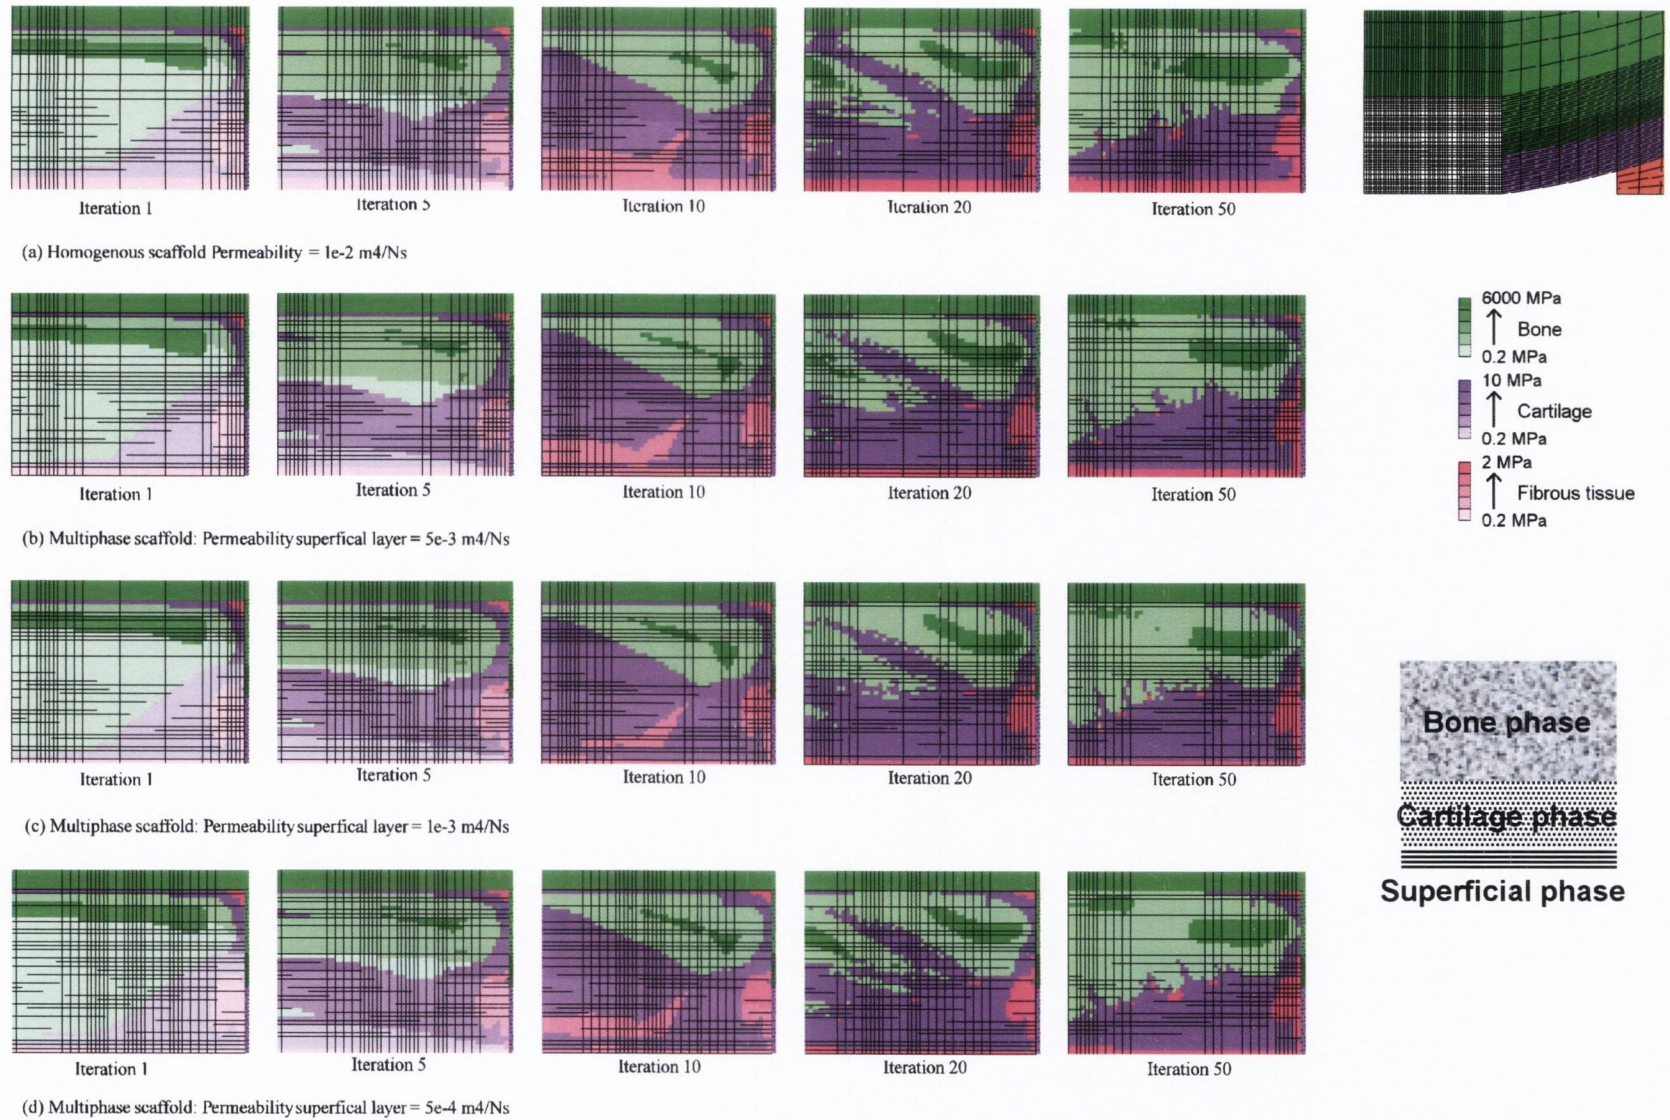 Iteration 1
Iteration 5
Iteration 10
Iteration 20
Iteration 50
(a) Homogenous scaffold Permeability = 1e-2 m4/Ns
6000 MPa
Bone
0.2 MPa
10 MPa
Cartilage
0.2 MPa
2 MPa
Fibrous tissue
0.2 MPa
Iteration 1
Iteration 5
Iteration 10
Iteration 20
Iteration 50
(b) Multiphase scaffold: Permeability superfical layer = 5e-3 m4/Ns
Iteration 1
Iteration 5
Iteration 10
Iteration 20
Iteration 50
(c) Multiphase scaffold: Permeability superfical layer = 1e-3 m4/Ns
Bone phase
Cartilage phase
Superficial phase
Iteration 1
Iteration 5
Iteration 10
Iteration 20
Iteration 50
(d) Multiphase scaffold: Permeability superfical layer = 5e-4 m4/Ns